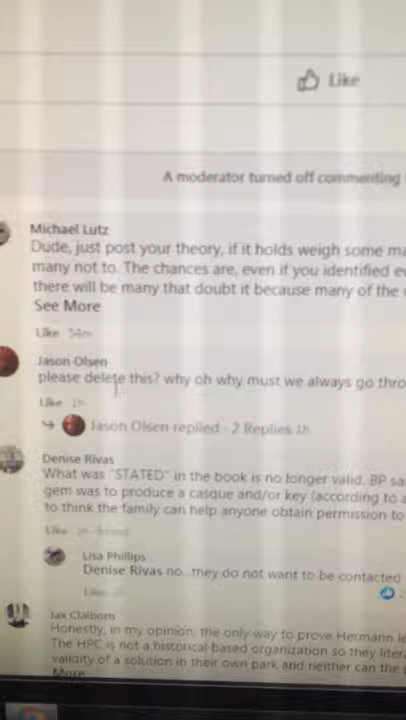 Like
A moderator turned off commenting
Michael Lutz
Dude, just post your theory, if it holds weigh some
many not to. The chances are, even if you identified
there will be many that doubt it because many of the
See More
Like 54m
Jason Olsen
please delete this? why oh why must we always go thro
Like 1h
Jason Olsen replied · 2 Replies 1h
Denise Rivas
What was "STATED" in the book is no longer valid. BP sa
gem was to produce a casque and/or key (according to
to think the family can help anyone obtain permission to
Like
Lisa Phillips
Denise Rivas no...they do not want to be contacted
Like
Jax Claiborn
Honestly, in my opinion, the only way to prove Hermann
The HPC is not a historical based organization so they liter
validity of a solution in their own park and neither can the
More